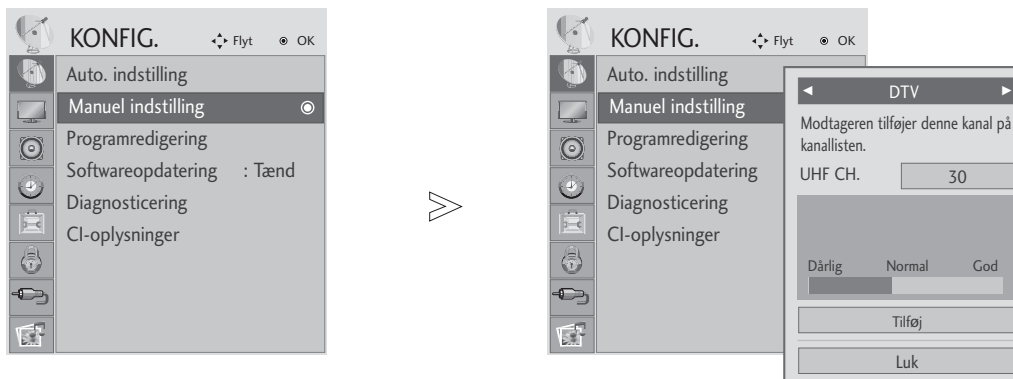 KONFIG. Flyt OK
Auto. indstilling
Manuel indstilling
Programredigering
Softwareopdatering : Tænd
Diagnosticering
CI-oplysninger
KONFIG. Flyt OK
Auto. indstilling
Manuel indstilling
Programredigering
Softwareopdatering
Diagnosticering
CI-oplysninger
◄ DTV ►
Modtageren tilføjer denne kanal på
kanallisten.
UHF CH. 30
Dårlig Normal God
Tilføj
Luk